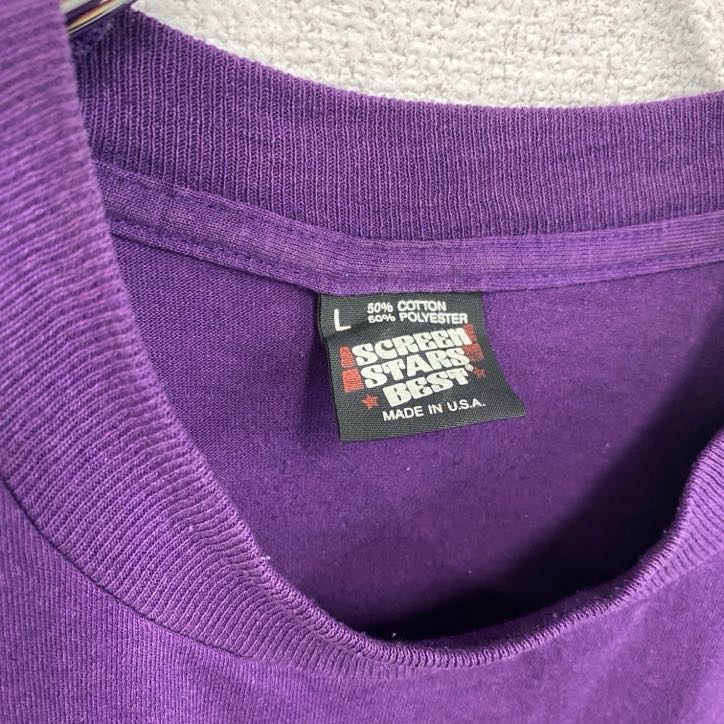 L
50% COTTON
50% POLYESTER
SCREEN
STARS
BEST®
MADE IN U.S.A.